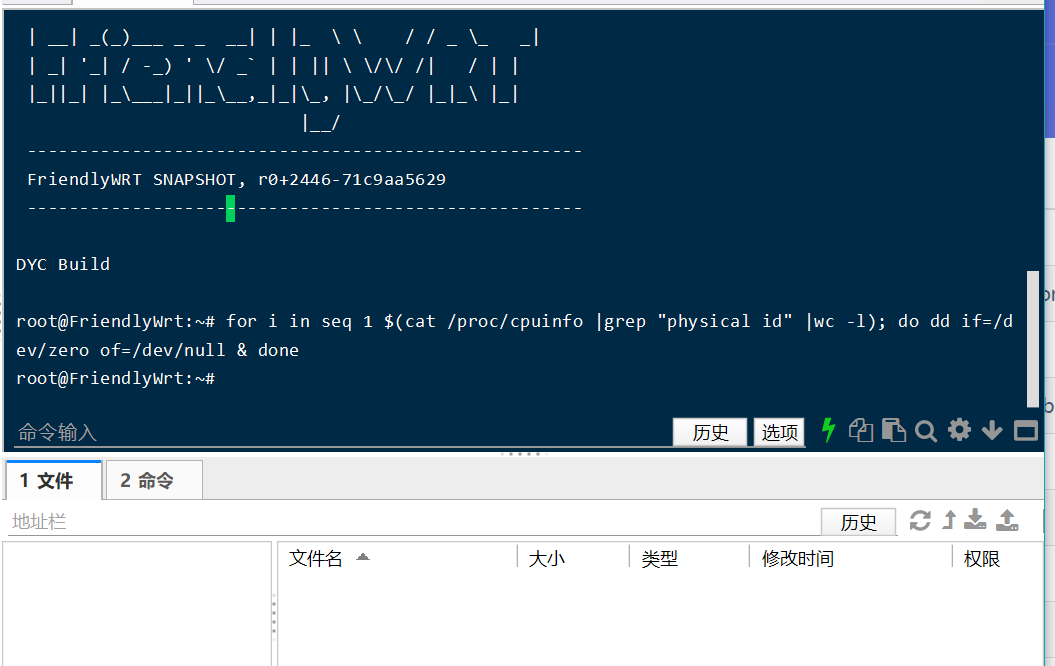 | __| _(_)___ _ _  __| | |_  \ \    / / _ \_   _|
| _| '_| / -_) ' \/ _` | | || \ \/\/ /|   / | |
|_||_| |_\___|_||_\__,_|_|\_, |\_/\_/ |_|_\ |_|
|__/
-----------------------------------------------------
FriendlyWRT SNAPSHOT, r0+2446-71c9aa5629
-----------------------------------------------------
DYC Build
root@FriendlyWrt:~# for i in seq 1 $(cat /proc/cpuinfo |grep "physical id" |wc -l); do dd if=/d
ev/zero of=/dev/null & done
root@FriendlyWrt:~#
命令输入 历史 选项
1 文件 2 命令
地址栏 历史
文件名 大小 类型 修改时间 权限